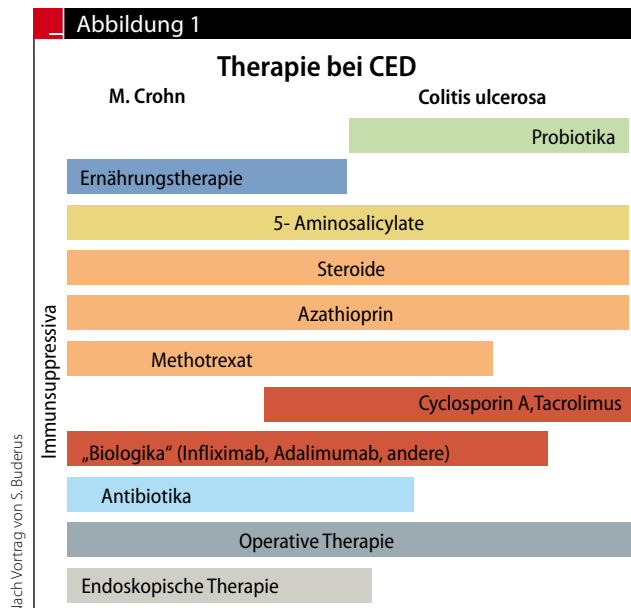 Abbildung 1
Therapie bei CED
M. Crohn
Colitis ulcerosa
Probiotika
Ernährungstherapie
5- Aminosalicylate
Steroide
Azathioprin
Methotrexat
Cyclosporin A,Tacrolimus
„Biologika“ (Infliximab, Adalimumab, andere)
Antibiotika
Operative Therapie
Endoskopische Therapie
Immunsuppressiva
Nach Vortrag von S. Buderus